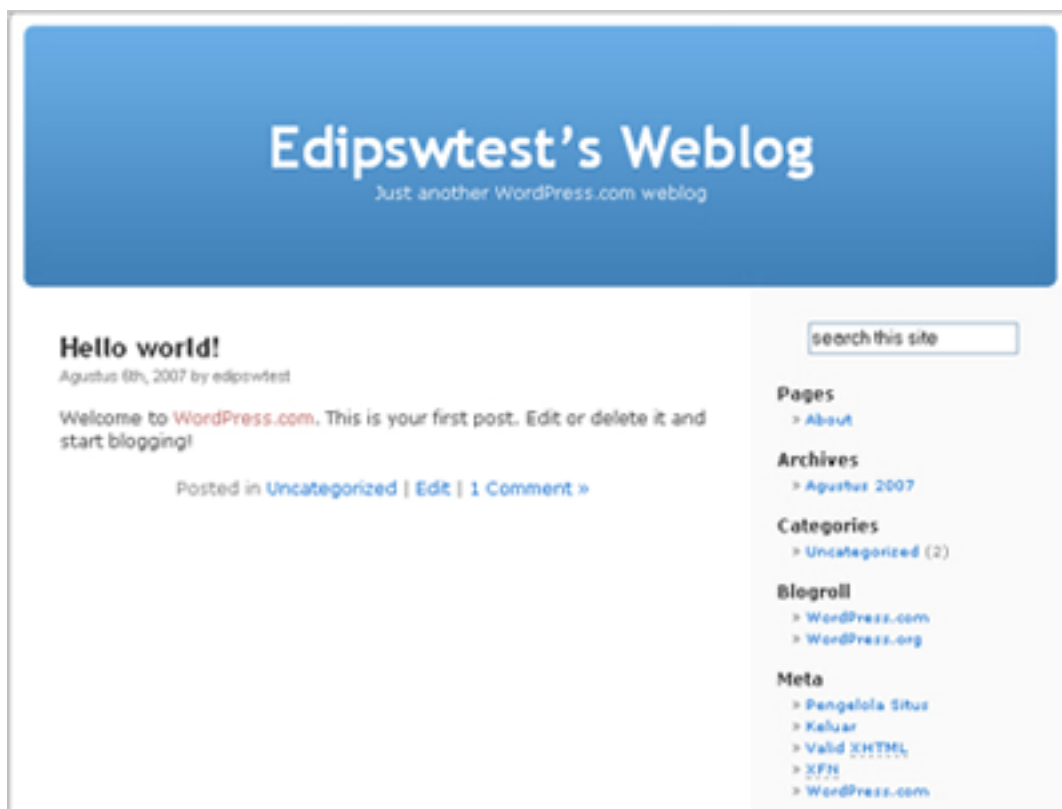 Edipswtest's Weblog
Just another WordPress.com weblog
Hello world!
Agustus 6th, 2007 by edipswtest
Welcome to WordPress.com. This is your first post. Edit or delete it and
start blogging!
Posted in Uncategorized | Edit | 1 Comment »
search this site
Pages
» About
Archives
» Agustus 2007
Categories
» Uncategorized (2)
Blogroll
» WordPress.com
» WordPress.org
Meta
» Pengelola Situs
» Keluar
» Valid XHTML
» XFN
» WordPress.com